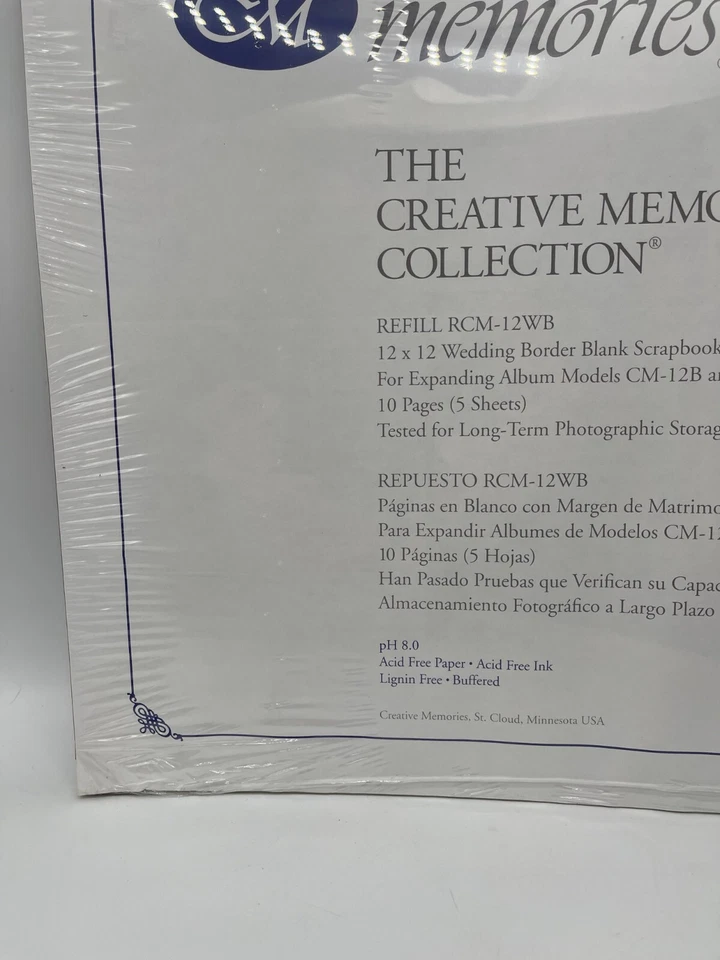 CM
memories
THE
CREATIVE MEMO
COLLECTION®
REFILL RCM-12WB
12 x 12 Wedding Border Blank Scrapbook
For Expanding Album Models CM-12B a
10 Pages (5 Sheets)
Tested for Long-Term Photographic Storag
REPUESTO RCM-12WB
Páginas en Blanco con Margen de Matrimo
Para Expandir Albumes de Modelos CM-12
10 Páginas (5 Hojas)
Han Pasado Pruebas que Verifican su Capac
Almacenamiento Fotográfico a Largo Plazo
pH 8.0
Acid Free Paper • Acid Free Ink
Lignin Free • Buffered
Creative Memories, St. Cloud, Minnesota USA